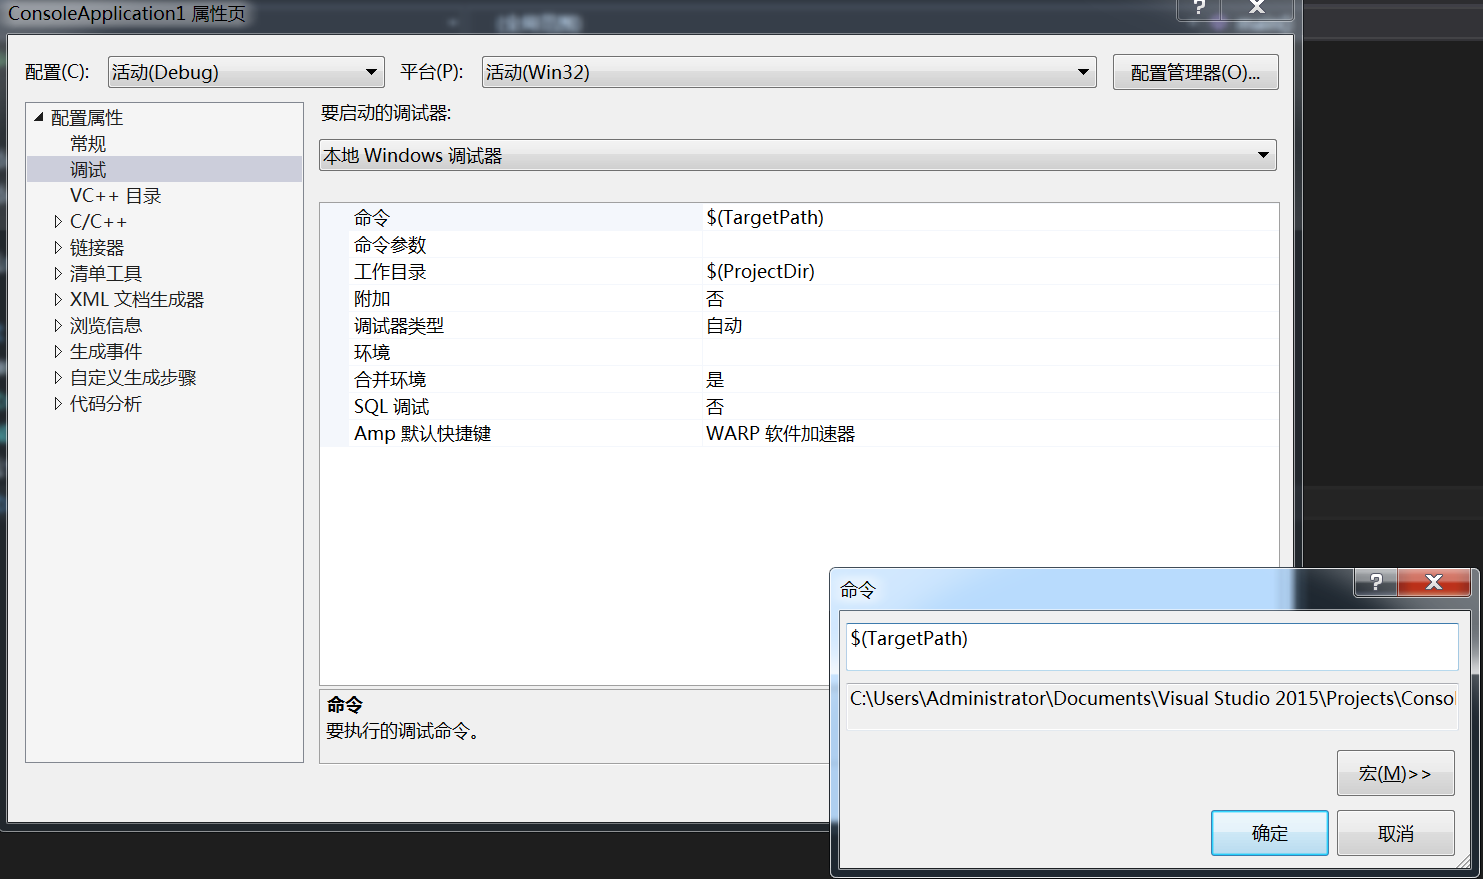 ConsoleApplication1 属性页
配置(C): 活动(Debug) 平台(P): 活动(Win32) 配置管理器(O)...
配置属性
常规
调试
VC++ 目录
C/C++
链接器
清单工具
XML 文档生成器
浏览信息
生成事件
自定义生成步骤
代码分析
要启动的调试器:
本地 Windows 调试器
命令 $(TargetPath)
命令参数
工作目录 $(ProjectDir)
附加 否
调试器类型 自动
环境
合并环境 是
SQL 调试 否
Amp 默认快捷键 WARP 软件加速器
命令
要执行的调试命令。
命令
$(TargetPath)
C:\Users\Administrator\Documents\Visual Studio 2015\Projects\Conso
宏(M)>>
确定 取消